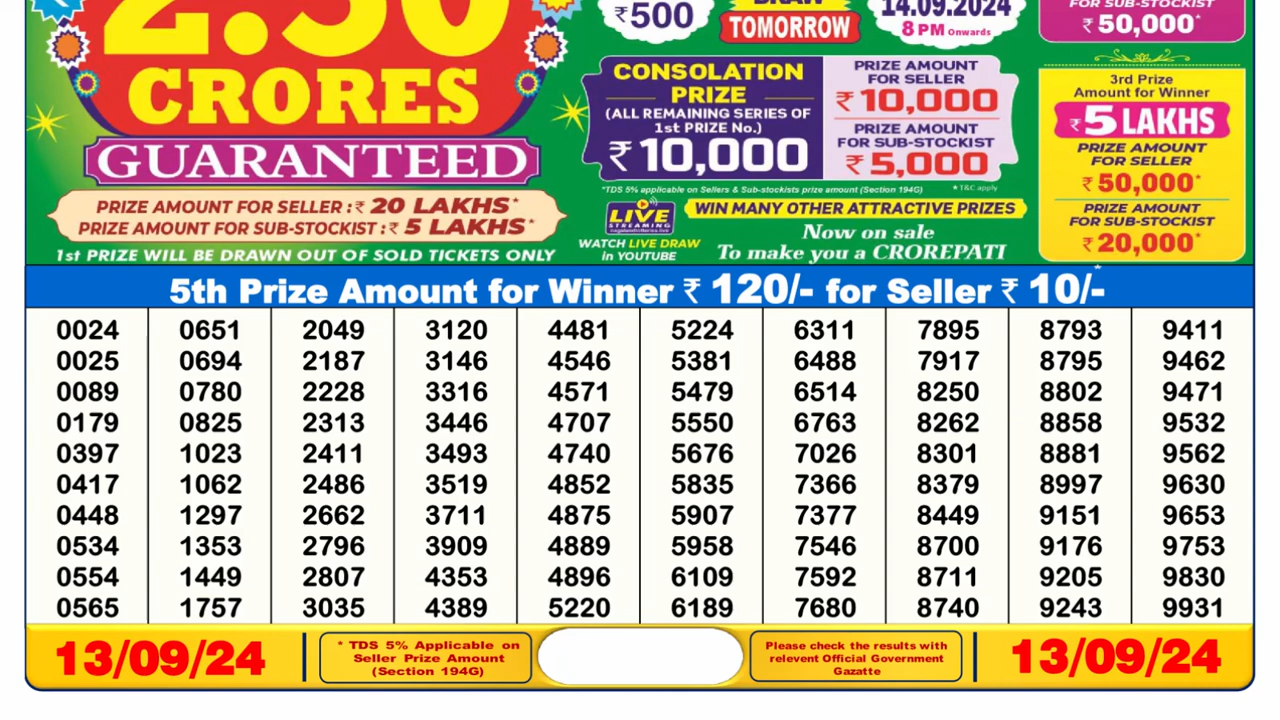 2.50
CRORES
GUARANTEED
PRIZE AMOUNT FOR SELLER :₹ 20 LAKHS*
PRIZE AMOUNT FOR SUB-STOCKIST :₹ 5 LAKHS*
1st PRIZE WILL BE DRAWN OUT OF SOLD TICKETS ONLY
₹500
DRAW
TOMORROW
14.09.2024
8 PM Onwards
FOR SUB-STOCKIST
₹50,000*
CONSOLATION
PRIZE
(ALL REMAINING SERIES OF
1st PRIZE No.)
₹10,000
PRIZE AMOUNT
FOR SELLER
₹10,000
PRIZE AMOUNT
FOR SUB-STOCKIST
₹5,000
*TDS 5% applicable on Sellers & Sub-stockists prize amount (Section 194G)
★T&C apply
LIVE
STREAMING
nagalandlotteries.live
WATCH LIVE DRAW
in YOUTUBE
WIN MANY OTHER ATTRACTIVE PRIZES
Now on sale
To make you a CROREPATI
3rd Prize
Amount for Winner
₹5 LAKHS
PRIZE AMOUNT
FOR SELLER
₹50,000*
PRIZE AMOUNT
FOR SUB-STOCKIST
₹20,000*
5th Prize Amount for Winner ₹ 120/- for Seller ₹ 10/-*
0024 0651 2049 3120 4481 5224 6311 7895 8793 9411
0025 0694 2187 3146 4546 5381 6488 7917 8795 9462
0089 0780 2228 3316 4571 5479 6514 8250 8802 9471
0179 0825 2313 3446 4707 5550 6763 8262 8858 9532
0397 1023 2411 3493 4740 5676 7026 8301 8881 9562
0417 1062 2486 3519 4852 5835 7366 8379 8997 9630
0448 1297 2662 3711 4875 5907 7377 8449 9151 9653
0534 1353 2796 3909 4889 5958 7546 8700 9176 9753
0554 1449 2807 4353 4896 6109 7592 8711 9205 9830
0565 1757 3035 4389 5220 6189 7680 8740 9243 9931
13/09/24
* TDS 5% Applicable on
Seller Prize Amount
(Section 194G)
Please check the results with
relevent Official Government
Gazatte
13/09/24